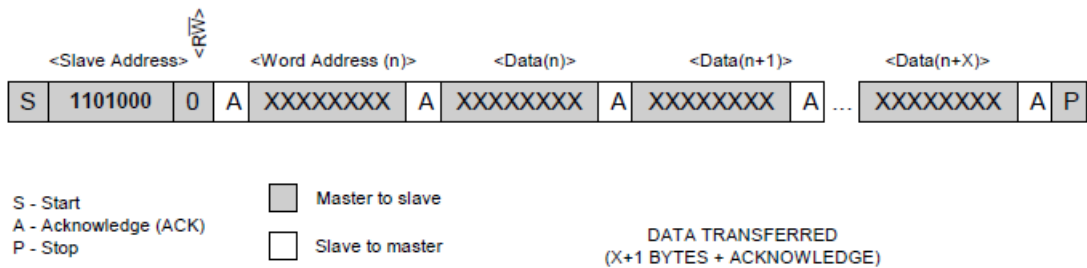 <RW>
<Slave Address> <Word Address (n)> <Data(n)> <Data(n+1)> <Data(n+X)>
S 1101000 0 A XXXXXXXX A XXXXXXXX A XXXXXXXX A ... XXXXXXXX A P
S - Start
A - Acknowledge (ACK)
P - Stop
Master to slave
Slave to master
DATA TRANSFERRED
(X+1 BYTES + ACKNOWLEDGE)